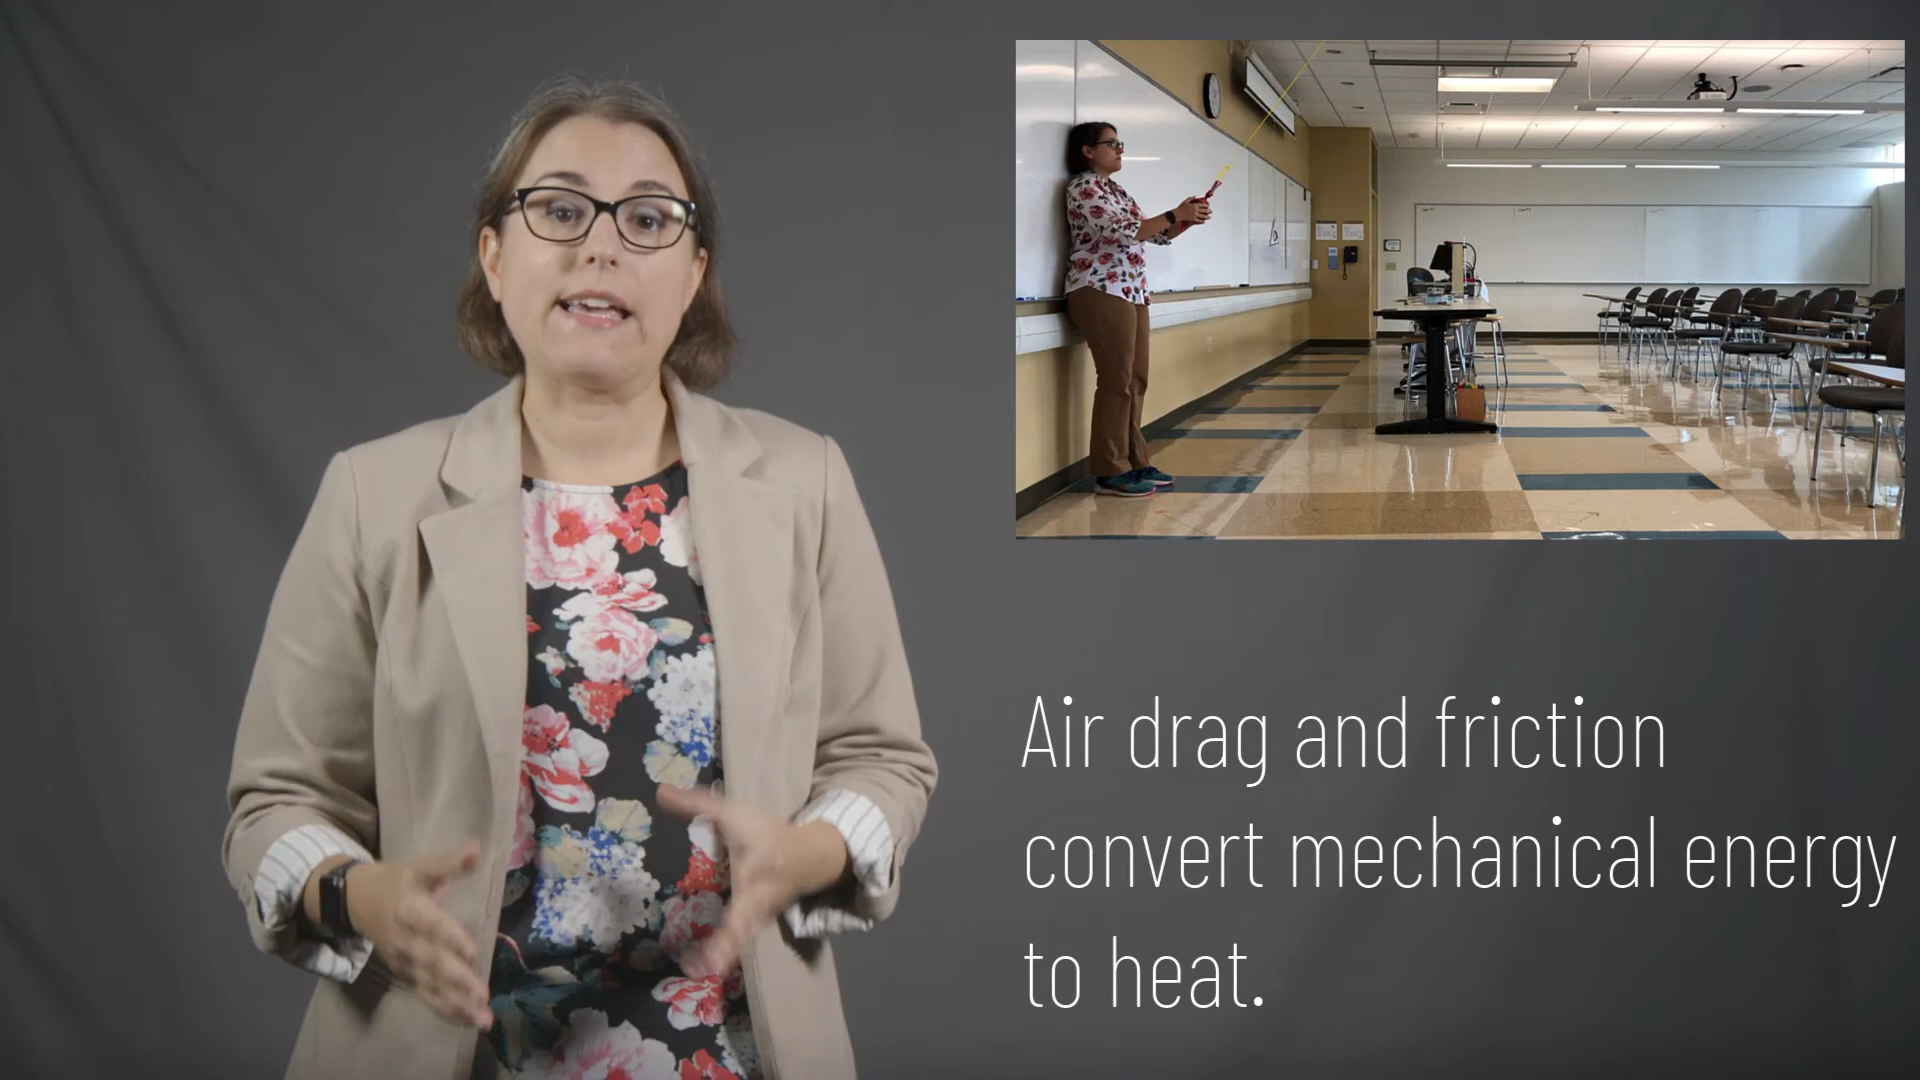 Air drag and friction
convert mechanical energy
to heat.